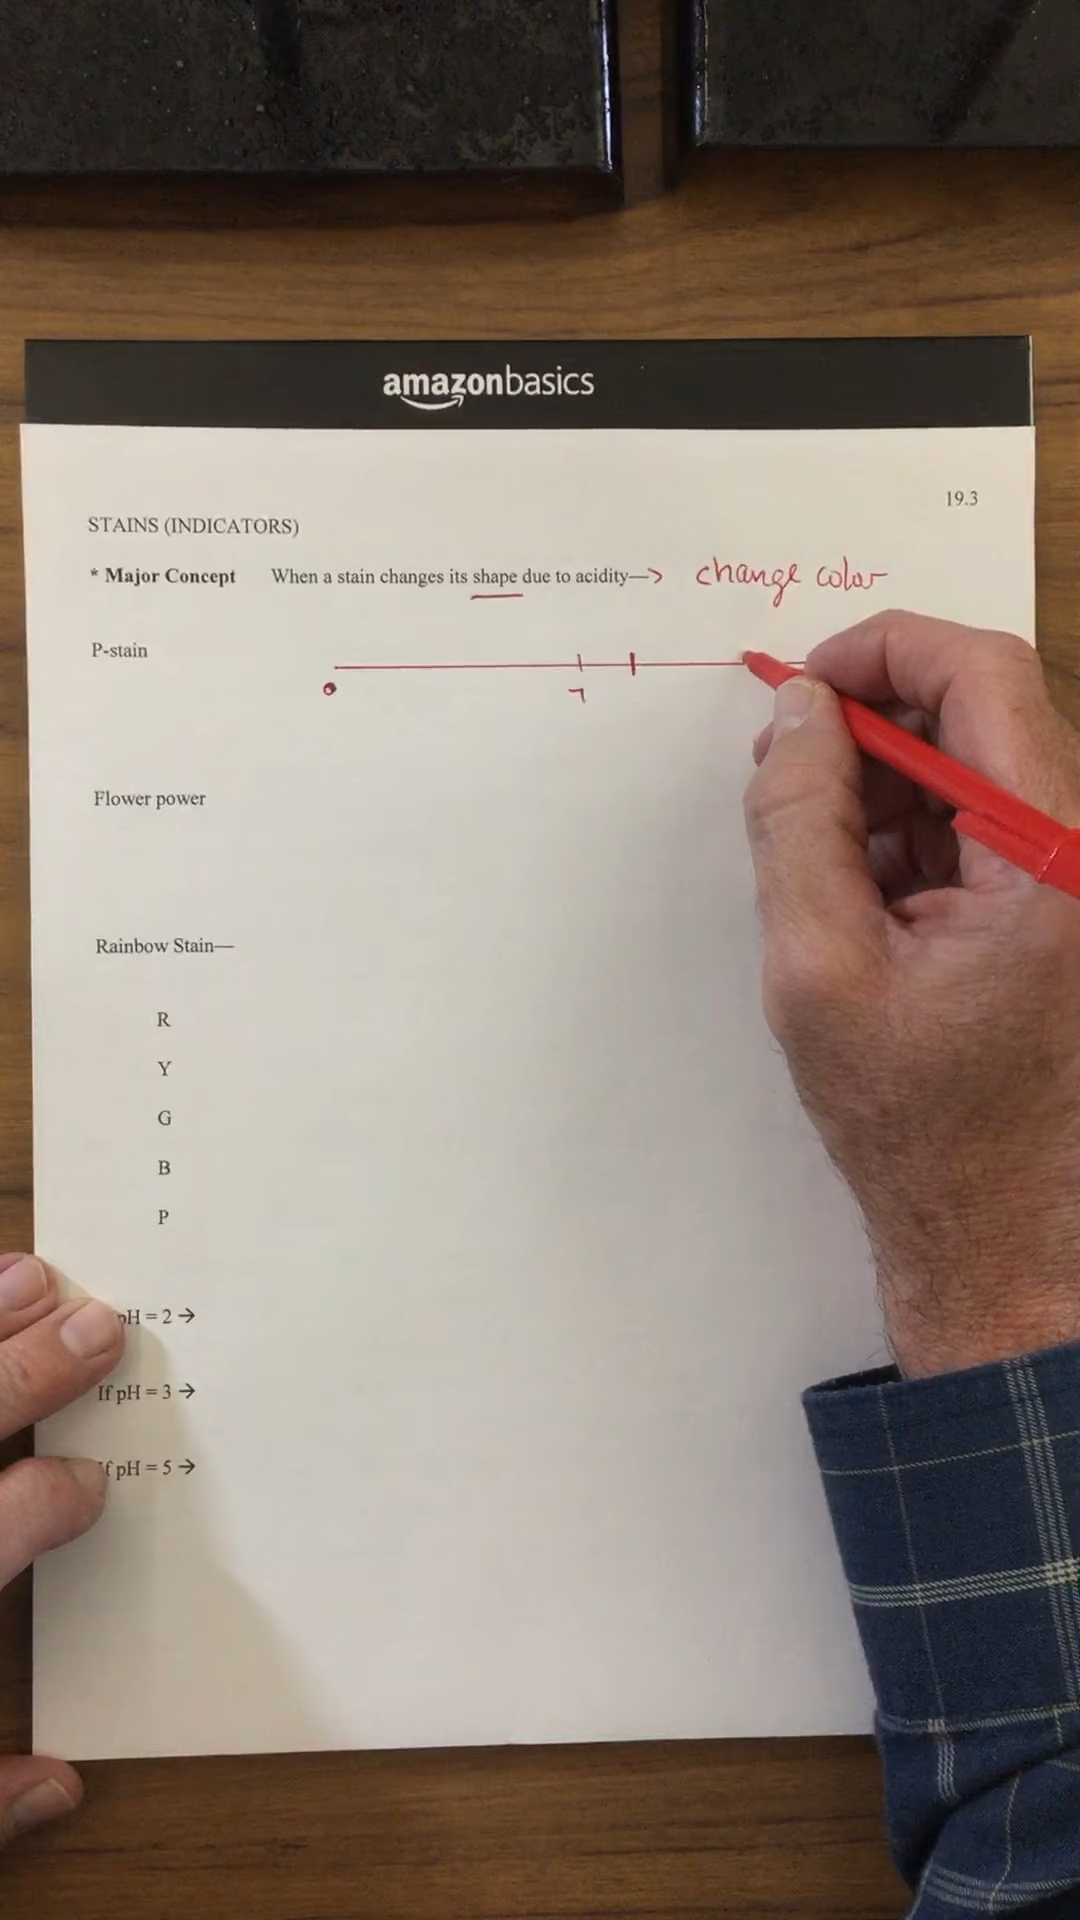 amazonbasics
19.3
STAINS (INDICATORS)
* Major Concept When a stain changes its shape due to acidity—> change color
P-stain
0 7
Flower power
Rainbow Stain—
R
Y
G
B
P
pH = 2 →
If pH = 3 →
If pH = 5 →